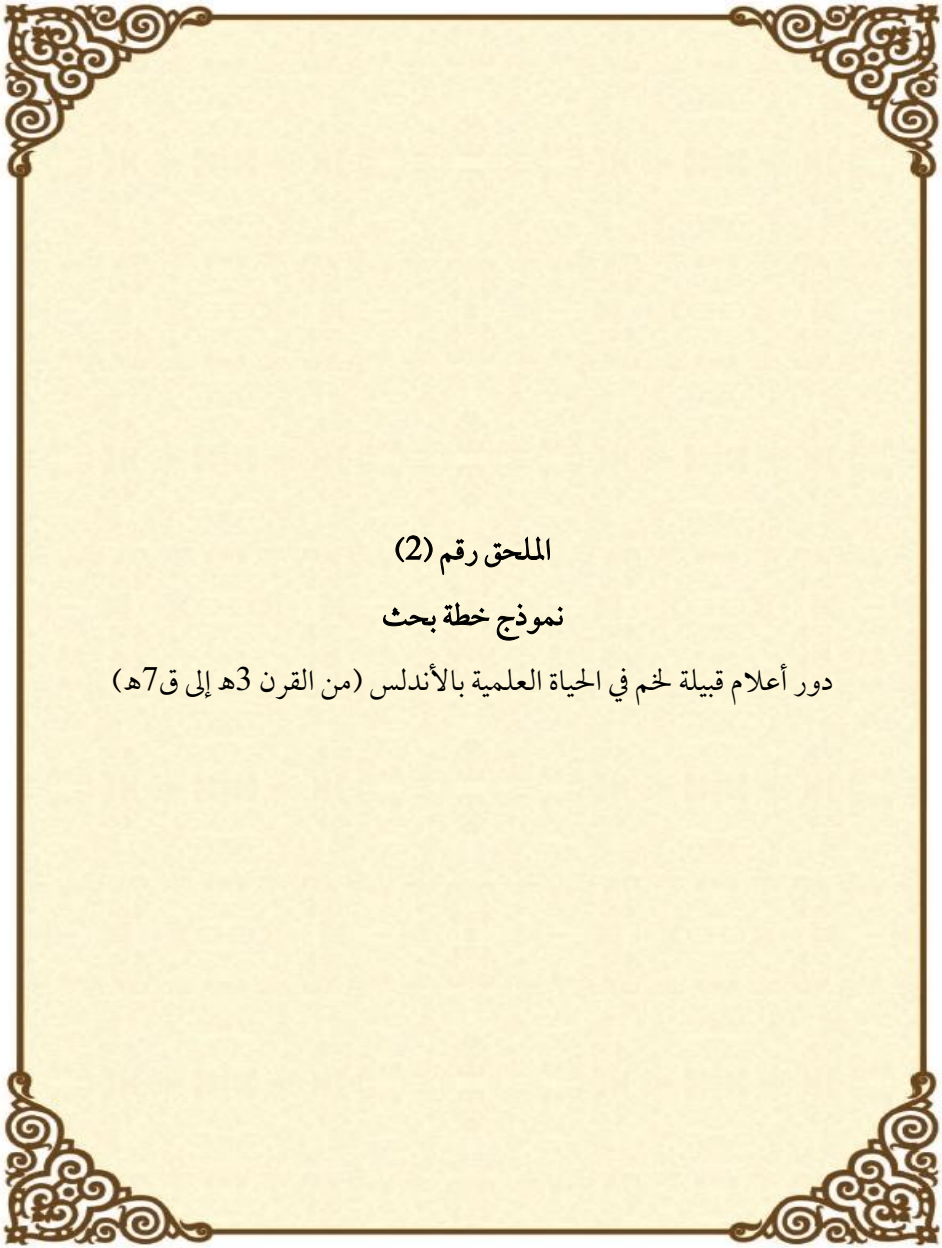 الملحق رقم (2)
نموذج خطة بحث
دور أعلام قبيلة لخم في الحياة العلمية بالأندلس (من القرن 3ه إلى ق7ه)